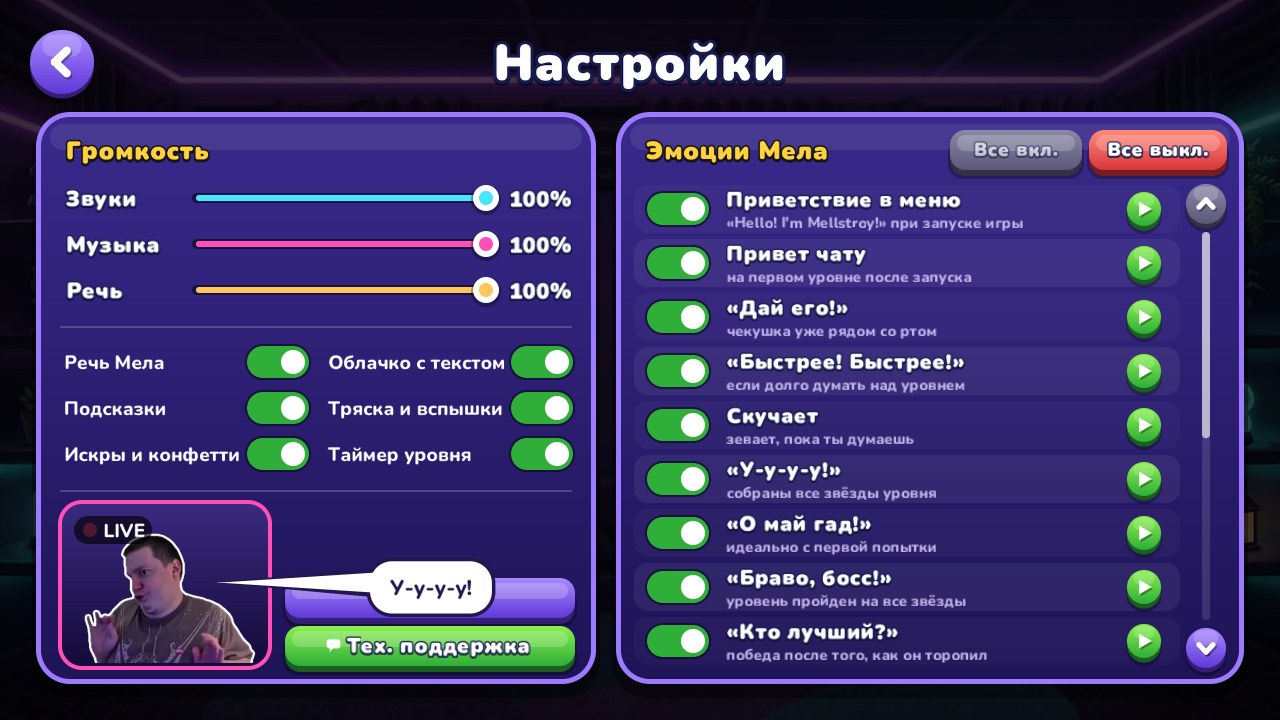 Настройки
Громкость
Звуки 100%
Музыка 100%
Речь 100%
Речь Мела
Облачко с текстом
Подсказки
Тряска и вспышки
Искры и конфетти
Таймер уровня
LIVE
У-у-у-у!
Тех. поддержка
Эмоции Мела
Все вкл.
Все выкл.
Приветствие в меню
«Hello! I'm Mellstroy!» при запуске игры
Привет чату
на первом уровне после запуска
«Дай его!»
чекушка уже рядом со ртом
«Быстрее! Быстрее!»
если долго думать над уровнем
Скучает
зевает, пока ты думаешь
«У-у-у-у!»
собраны все звёзды уровня
«О май гад!»
идеально с первой попытки
«Браво, босс!»
уровень пройден на все звёзды
«Кто лучший?»
победа после того, как он торопил